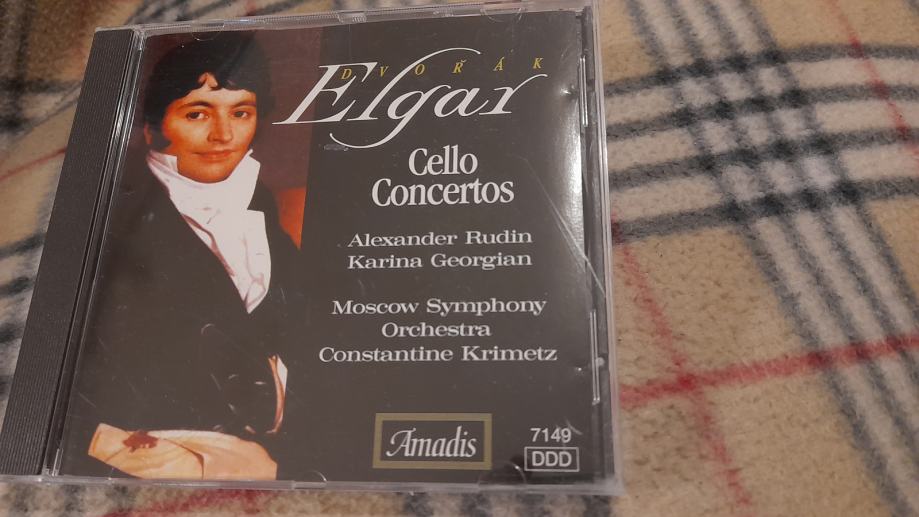 DVOŘÁK
Elgar
Cello
Concertos
Alexander Rudin
Karina Georgian
Moscow Symphony
Orchestra
Constantine Krimetz
Amadis
7149
DDD